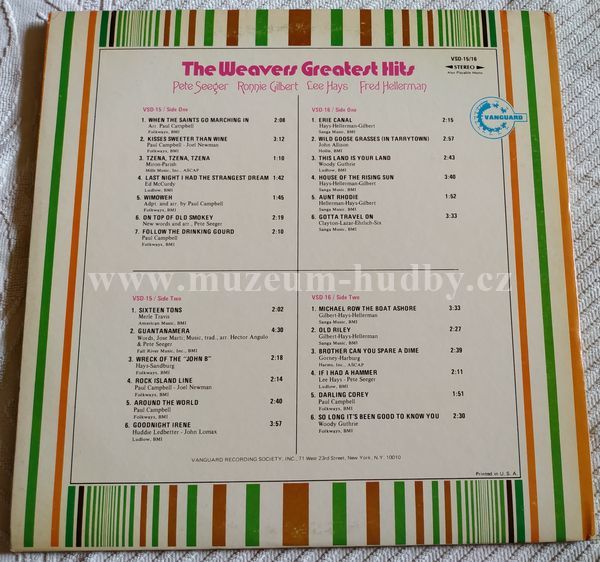 VSD-15/16
STEREO
Also Playable Mono
The Weavers Greatest Hits
Pete Seeger Ronnie Gilbert Lee Hays Fred Hellerman
VANGUARD
VSD-15 / Side One
1. WHEN THE SAINTS GO MARCHING IN 2:08
Arr. Paul Campbell
Folkways, BMI
2. KISSES SWEETER THAN WINE 3:12
Paul Campbell - Joel Newman
Folkways, BMI
3. TZENA, TZENA, TZENA 1:10
Miron-Parish
Mills Music, Inc., ASCAP
4. LAST NIGHT I HAD THE STRANGEST DREAM 1:42
Ed McCurdy
Ludlow, BMI
5. WIMOWEH 1:45
Adpt. and arr. by Paul Campbell
Folkways, BMI
6. ON TOP OF OLD SMOKEY 2:19
New words and arr., Pete Seeger
7. FOLLOW THE DRINKING GOURD 2:10
Paul Campbell
Folkways, BMI
VSD-16 / Side One
1. ERIE CANAL 2:15
Hays-Hellerman-Gilbert
Sanga Music, BMI
2. WILD GOOSE GRASSES (IN TARRYTOWN) 2:57
John Allison
Hollis, BMI
3. THIS LAND IS YOUR LAND 2:43
Woody Guthrie
Ludlow, BMI
4. HOUSE OF THE RISING SUN 3:40
Hays-Hellerman-Gilbert
Sanga Music, BMI
5. AUNT RHODIE 1:52
Hellerman-Hays-Gilbert
Sanga Music, BMI
6. GOTTA TRAVEL ON 3:33
Clayton-Lazar-Ehrlich-Six
Sanga Music, BMI
www.muzeum-hudby.cz
VSD-15 / Side Two
1. SIXTEEN TONS 2:02
Merle Travis
American Music, BMI
2. GUANTANAMERA 4:30
Words, Jose Marti; Music, trad., arr. Hector Angulo
& Pete Seeger
Fall River Music, Inc., BMI
3. WRECK OF THE "JOHN B" 2:18
Hays-Sandburg
Folkways, BMI
4. ROCK ISLAND LINE 2:14
Paul Campbell - Joel Newman
Folkways, BMI
5. AROUND THE WORLD 2:40
Paul Campbell
Folkways, BMI
6. GOODNIGHT IRENE 3:57
Huddie Ledbetter - John Lomax
Ludlow, BMI
VSD-16 / Side Two
1. MICHAEL ROW THE BOAT ASHORE 3:33
Gilbert-Hays-Hellerman
Sanga Music, BMI
2. OLD RILEY 2:27
Gilbert-Hays-Hellerman
Sanga Music, BMI
3. BROTHER CAN YOU SPARE A DIME 2:39
Gorney-Harburg
Harms, Inc., ASCAP
4. IF I HAD A HAMMER 2:11
Lee Hays - Pete Seeger
Ludlow, BMI
5. DARLING COREY 1:51
Paul Campbell
Folkways, BMI
6. SO LONG IT'S BEEN GOOD TO KNOW YOU 2:30
Woody Guthrie
Folkways, BMI
VANGUARD RECORDING SOCIETY, INC., 71 West 23rd Street, New York, N.Y. 10010
Printed in U. S. A.